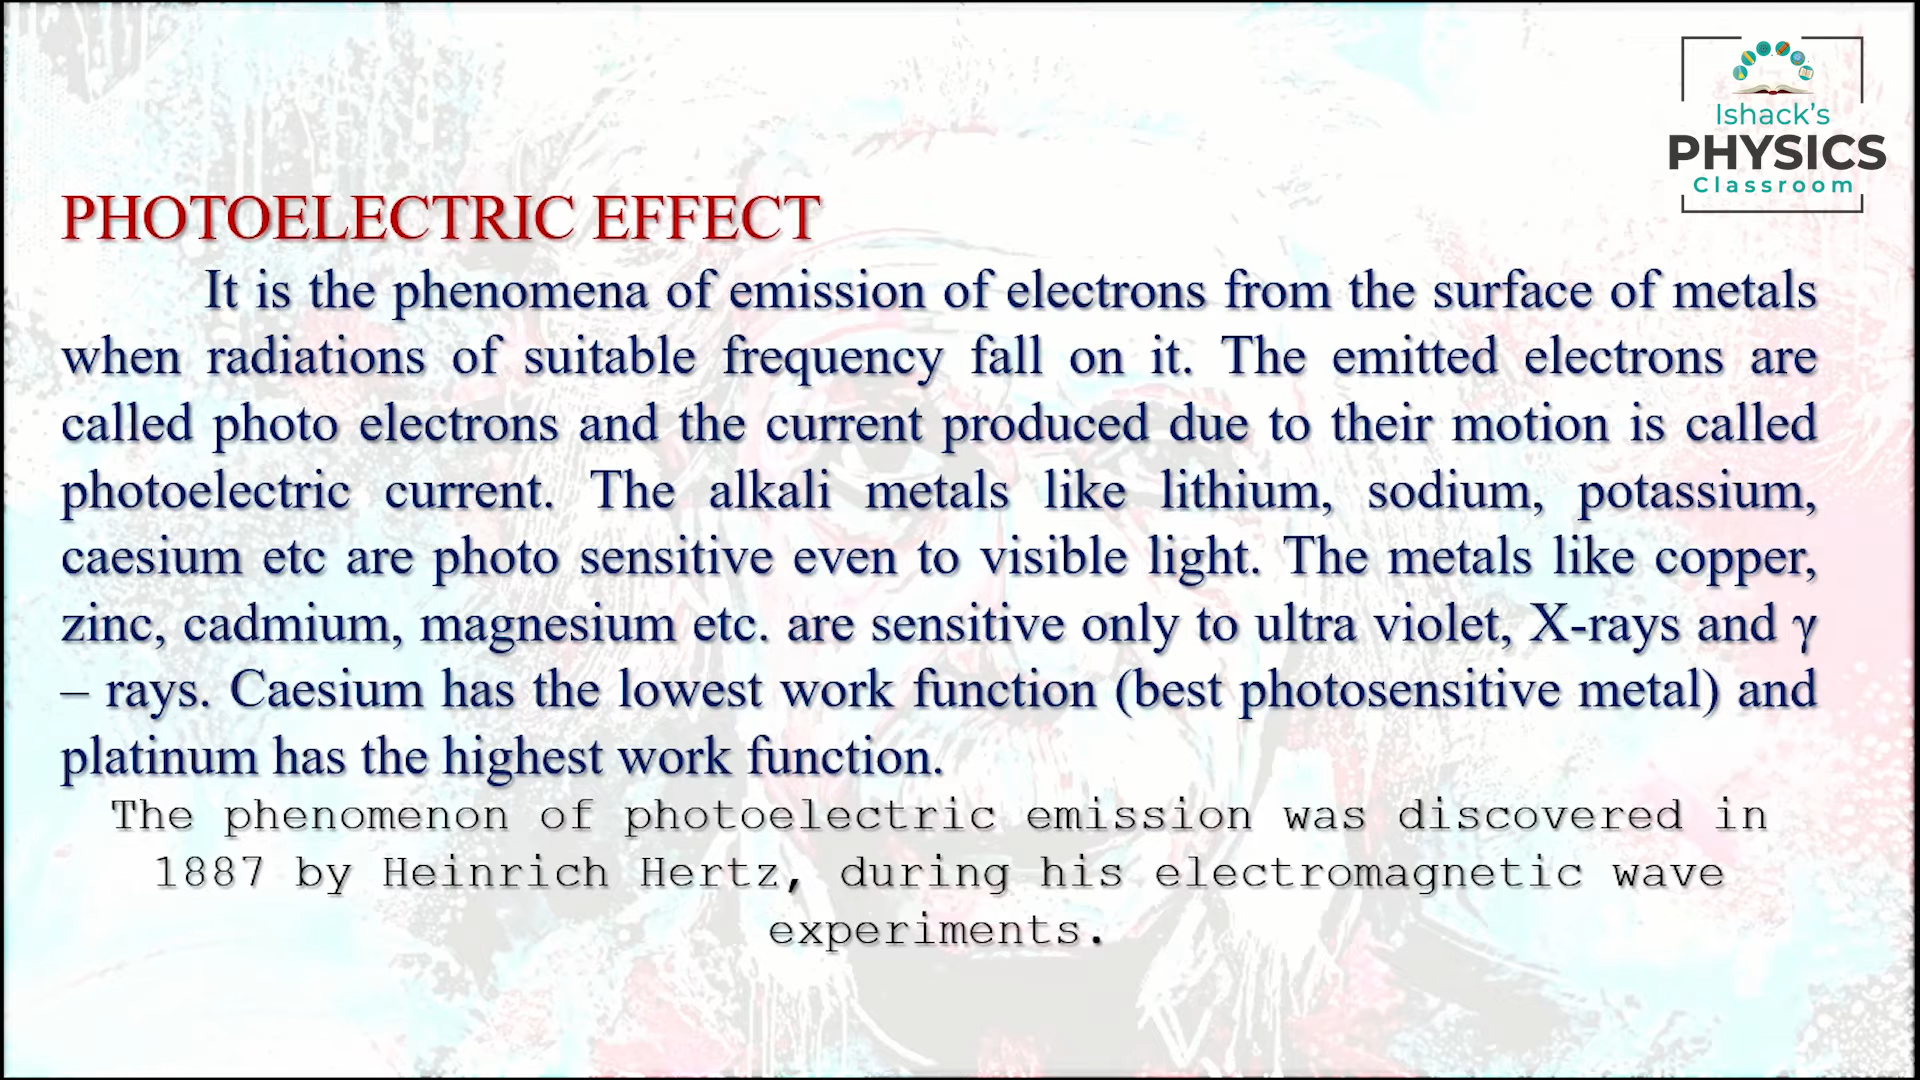 Ishack's
PHYSICS
Classroom
PHOTOELECTRIC EFFECT
It is the phenomena of emission of electrons from the surface of metals
when radiations of suitable frequency fall on it. The emitted electrons are
called photo electrons and the current produced due to their motion is called
photoelectric current. The alkali metals like lithium, sodium, potassium,
caesium etc are photo sensitive even to visible light. The metals like copper,
zinc, cadmium, magnesium etc. are sensitive only to ultra violet, X-rays and γ
– rays. Caesium has the lowest work function (best photosensitive metal) and
platinum has the highest work function.
The phenomenon of photoelectric emission was discovered in
1887 by Heinrich Hertz, during his electromagnetic wave
experiments.